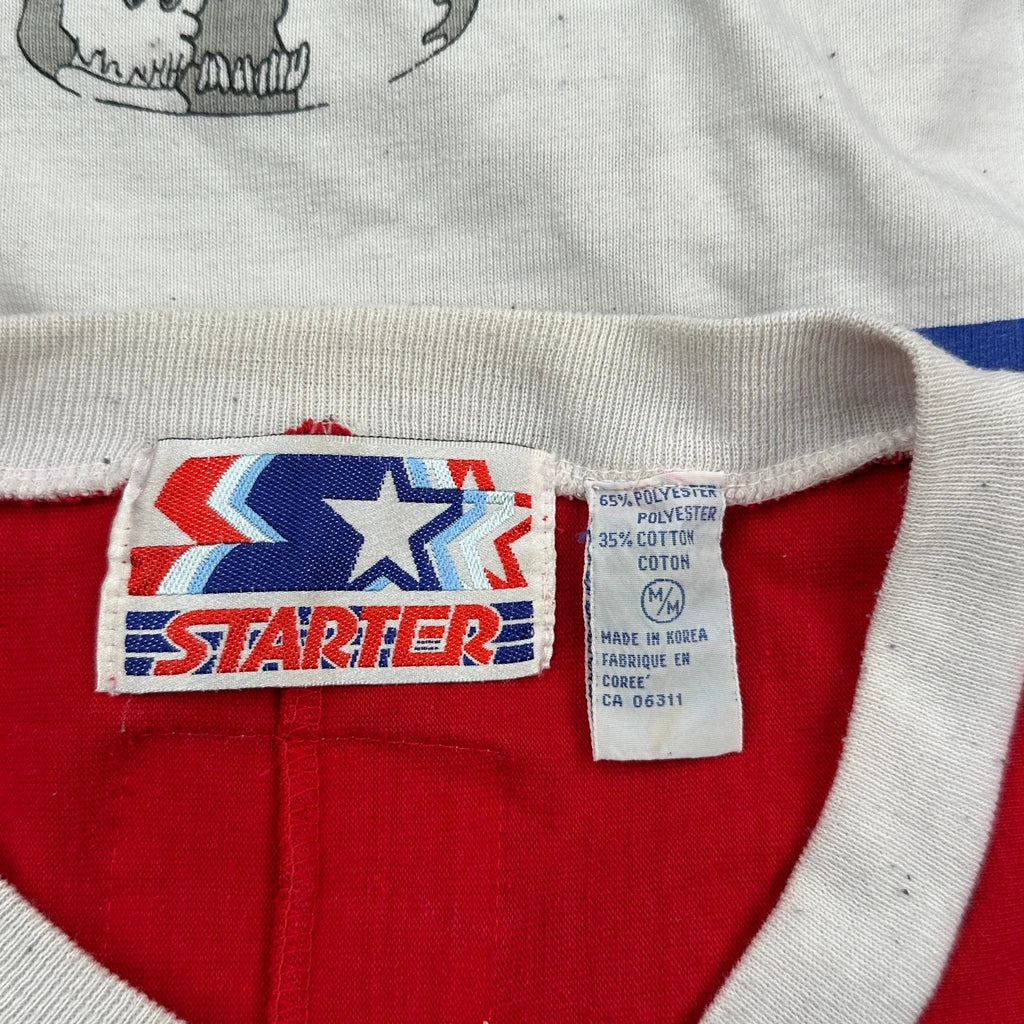 STARTER
65% POLYESTER
POLYESTER
35% COTTON
COTON
M/M
MADE IN KOREA
FABRIQUE EN
COREE'
CA 06311